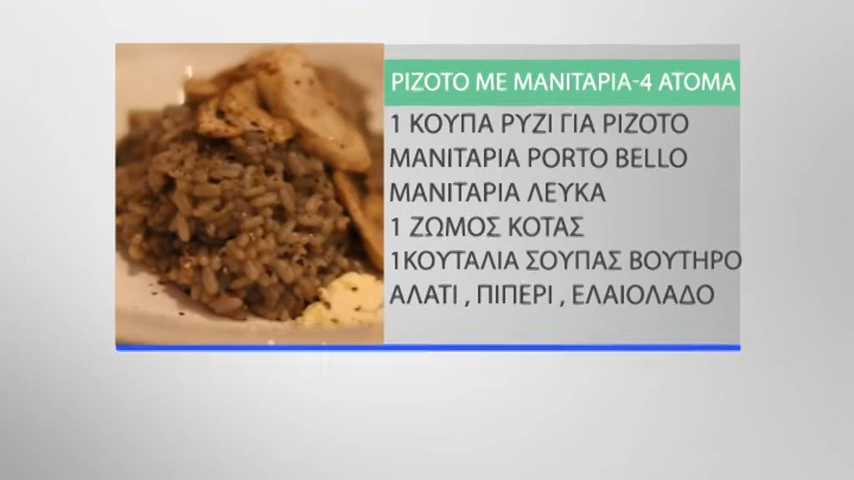 ΡΙΖΟΤΟ ΜΕ ΜΑΝΙΤΑΡΙΑ-4 ΑΤΟΜΑ
1 ΚΟΥΠΑ ΡΥΖΙ ΓΙΑ ΡΙΖΟΤΟ
ΜΑΝΙΤΑΡΙΑ PORTO BELLO
ΜΑΝΙΤΑΡΙΑ ΛΕΥΚΑ
1 ΖΩΜΟΣ ΚΟΤΑΣ
1ΚΟΥΤΑΛΙΑ ΣΟΥΠΑΣ ΒΟΥΤΗΡΟ
ΑΛΑΤΙ , ΠΙΠΕΡΙ , ΕΛΑΙΟΛΑΔΟ